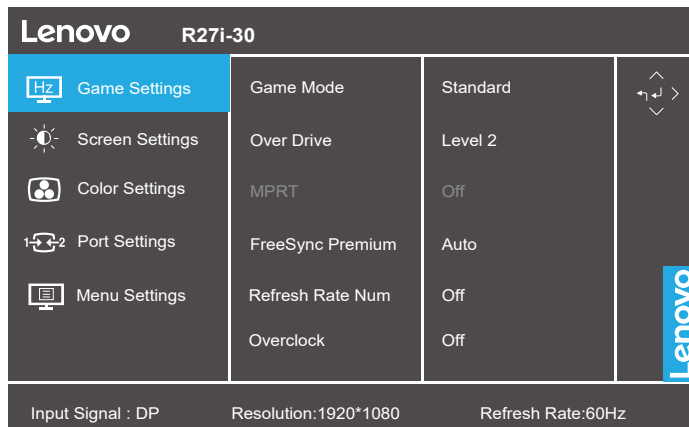 Lenovo R27i-30
Hz Game Settings Game Mode Standard
Screen Settings Over Drive Level 2
Color Settings MPRT Off
1 2 Port Settings FreeSync Premium Auto
Menu Settings Refresh Rate Num Off
Overclock Off
Lenovo
Input Signal : DP Resolution:1920*1080 Refresh Rate:60Hz